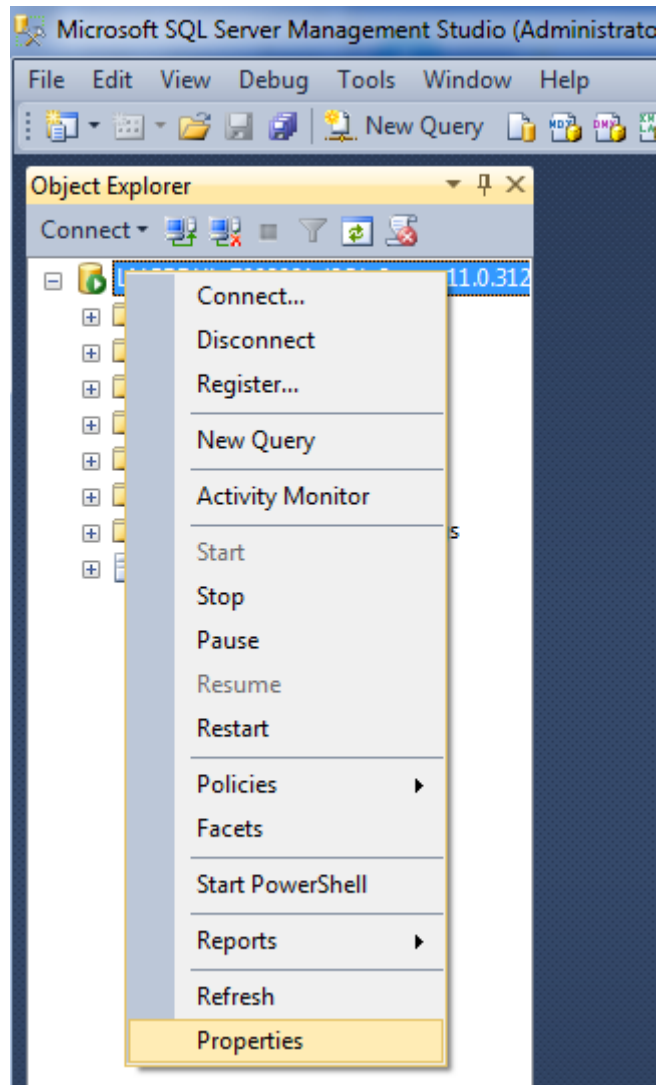 Microsoft SQL Server Management Studio (Administrato
File Edit View Debug Tools Window Help
New Query
Object Explorer
Connect
11.0.312
Connect...
Disconnect
Register...
New Query
Activity Monitor
s
Start
Stop
Pause
Resume
Restart
Policies
Facets
Start PowerShell
Reports
Refresh
Properties